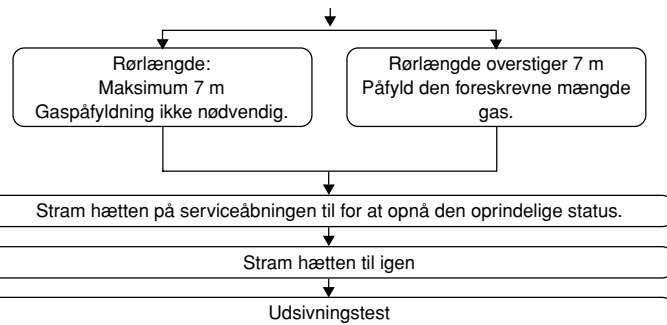 Rørlængde:
Maksimum 7 m
Gaspåfyldning ikke nødvendig.
Rørlængde overstiger 7 m
Påfyld den foreskrevne mængde
gas.
Stram hætten på serviceåbningen til for at opnå den oprindelige status.
Stram hætten til igen
Udsivningstest